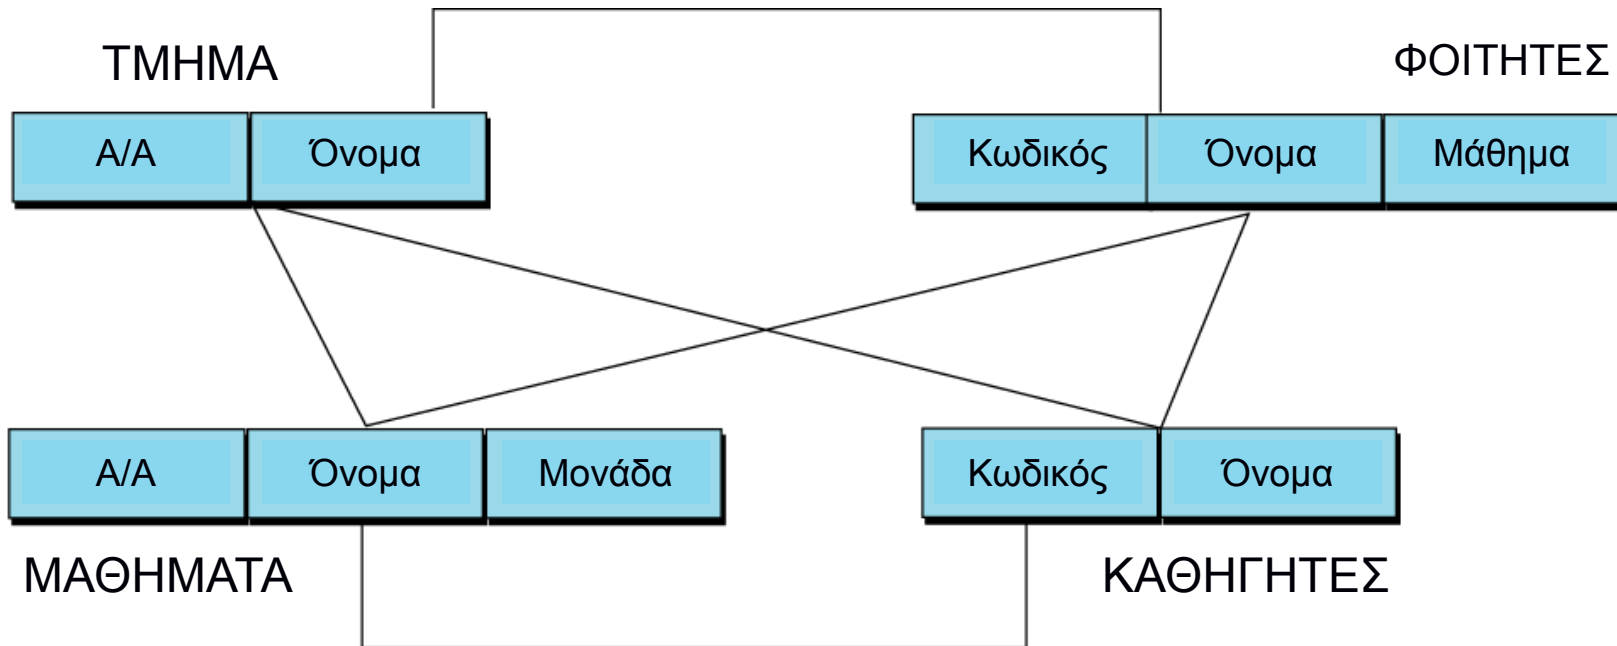 ΤΜΗΜΑ
ΦΟΙΤΗΤΕΣ
Α/Α Όνομα
Κωδικός Όνομα Μάθημα
Α/Α Όνομα Μονάδα
Κωδικός Όνομα
ΜΑΘΗΜΑΤΑ
ΚΑΘΗΓΗΤΕΣ